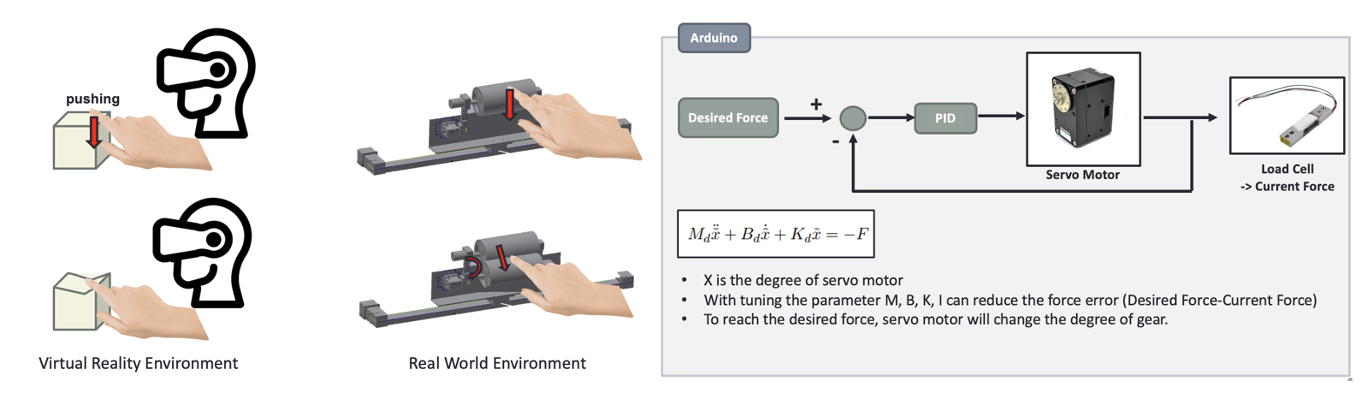 pushing
Virtual Reality Environment
Real World Environment
Arduino
Desired Force
+
-
PID
Servo Motor
Load Cell
-> Current Force
$M_d\ddot{\tilde{x}} + B_d\dot{\tilde{x}} + K_d\tilde{x} = -F$
• X is the degree of servo motor
• With tuning the parameter M, B, K, I can reduce the force error (Desired Force-Current Force)
• To reach the desired force, servo motor will change the degree of gear.